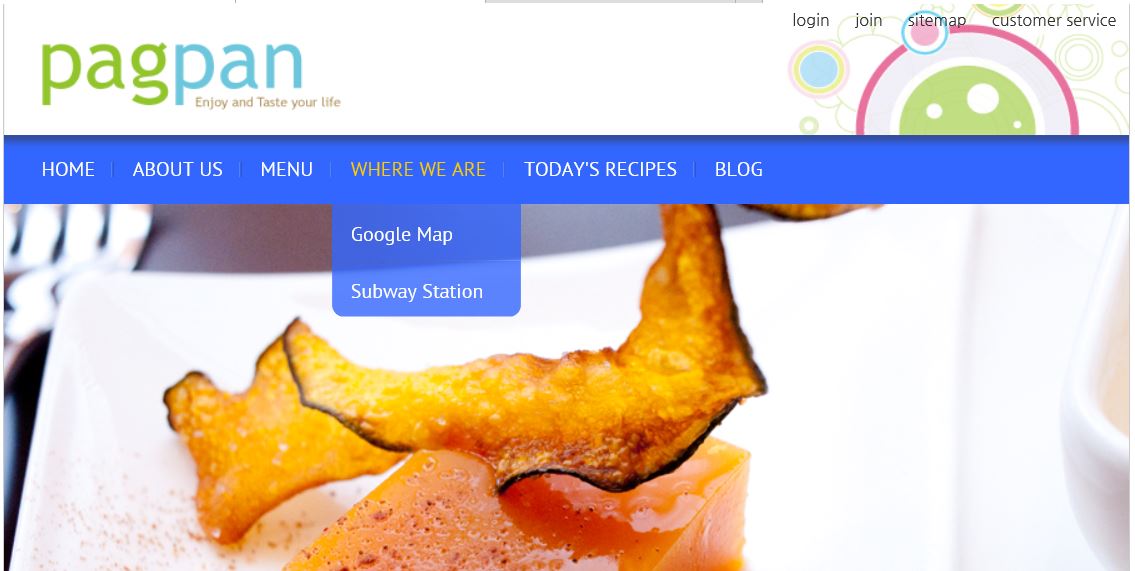 login join sitemap customer service
pagpan
Enjoy and Taste your life
HOME ABOUT US MENU WHERE WE ARE TODAY'S RECIPES BLOG
Google Map
Subway Station